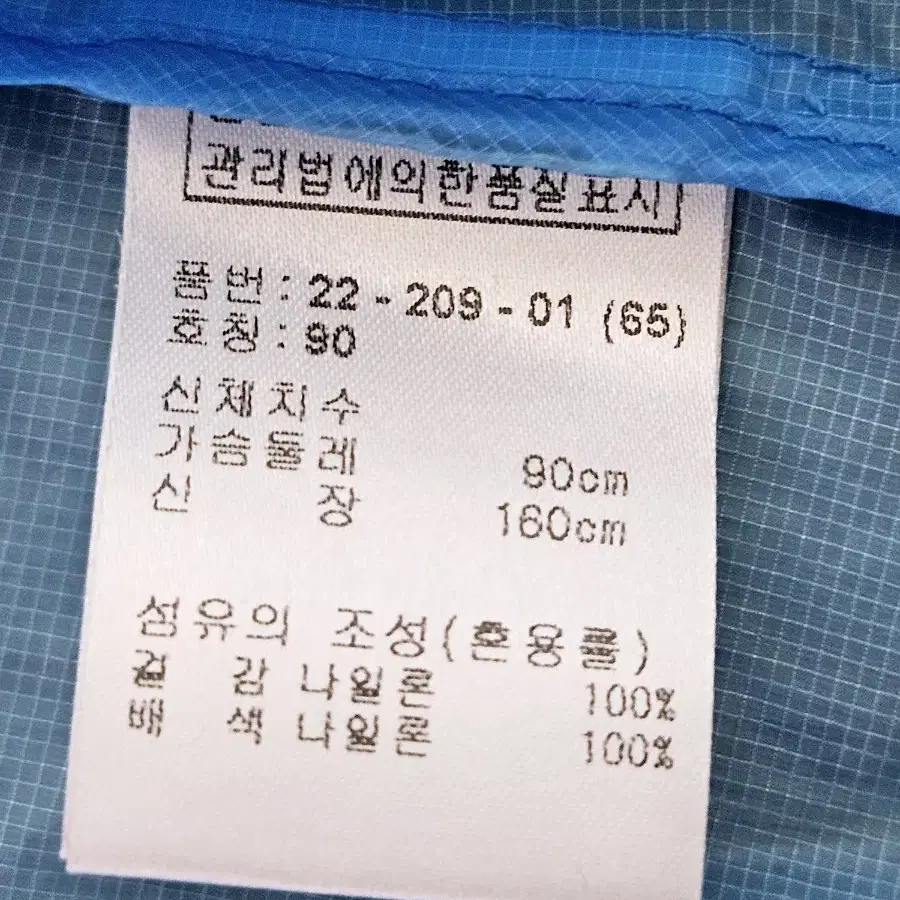 관리법에의한품질표시
품번 : 22 - 209 - 01 (65)
호칭 : 90
신체치수
가슴둘레 90cm
신 장 160cm
섬유의 조성(혼용률)
겉 감 나일론 100%
배 색 나일론 100%